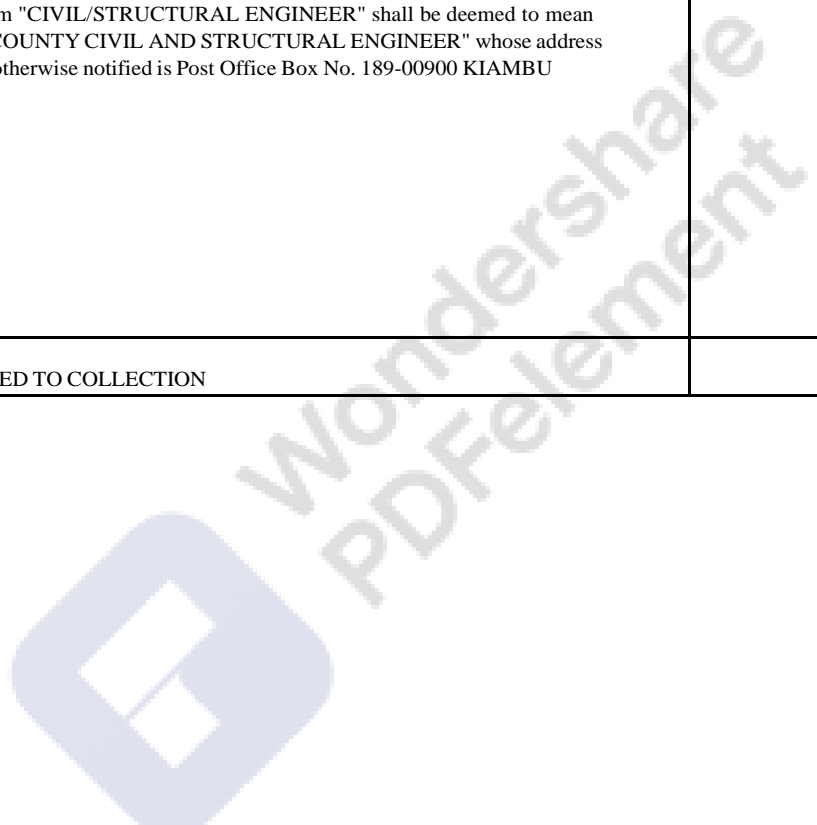 m "CIVIL/STRUCTURAL ENGINEER" shall be deemed to mean
COUNTY CIVIL AND STRUCTURAL ENGINEER" whose address
otherwise notified is Post Office Box No. 189-00900 KIAMBU
ED TO COLLECTION
Wondershare
PDFelement